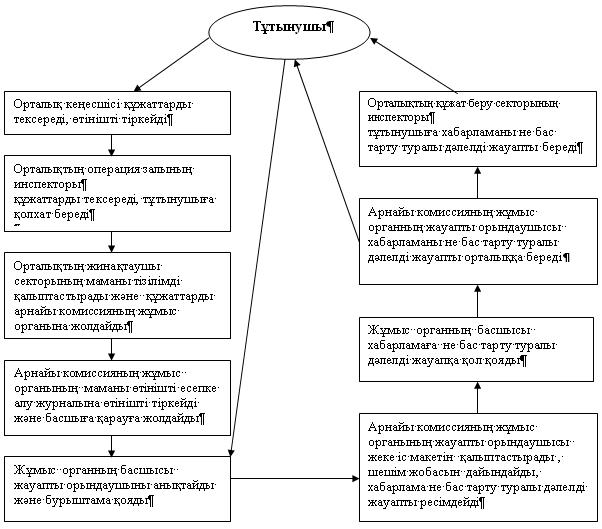 Тұтынушы¶
Орталық·кеңесшісі·құжаттарды·
тексереді,·өтінішті·тіркейді¶
Орталықтың·операция·залының·
инспекторы¶
құжаттарды·тексереді,·тұтынушыға·
қолхат·береді¶
¶
Орталықтың·жинақтаушы·
секторының·маманы·тізілімді·
қалыптастырады·және··құжаттарды·
арнайы·комиссияның·жұмыс·
органына·жолдайды¶
Арнайы·комиссияның·жұмыс··
органының··маманы·өтінішті·есепке·
алу·журналына·өтінішті·тіркейді·
және·басшыға·қарауға·жолдайды¶
Жұмыс··органның·басшысы··
жауапты·орындаушыны·анықтайды·
және·бұрыштама·қояды¶
Орталықтың·құжат·беру·секторының·
инспекторы¶
тұтынушыға·хабарламаны·не·бас·
тарту·туралы·дәлелді·жауапты·береді¶
Арнайы·комиссияның·жұмыс·
органның·жауапты·орындаушысы·
хабарламаны·не·бас·тарту·туралы·
дәлелді·жауапты·орталыққа·береді¶
Жұмыс··органның··басшысы··
хабарламаға·не·бас·тарту·туралы·
дәлелді·жауапқа·қол·қояды¶
Арнайы·комиссияның·жұмыс·
органының·жауапты·орындаушысы··
жеке·іс·макетін··қалыптастырады·,·
шешім·жобасын··дайындайды,·
хабарлама·не·бас·тарту·туралы·дәлелді·
жауапты·ресімдейді¶